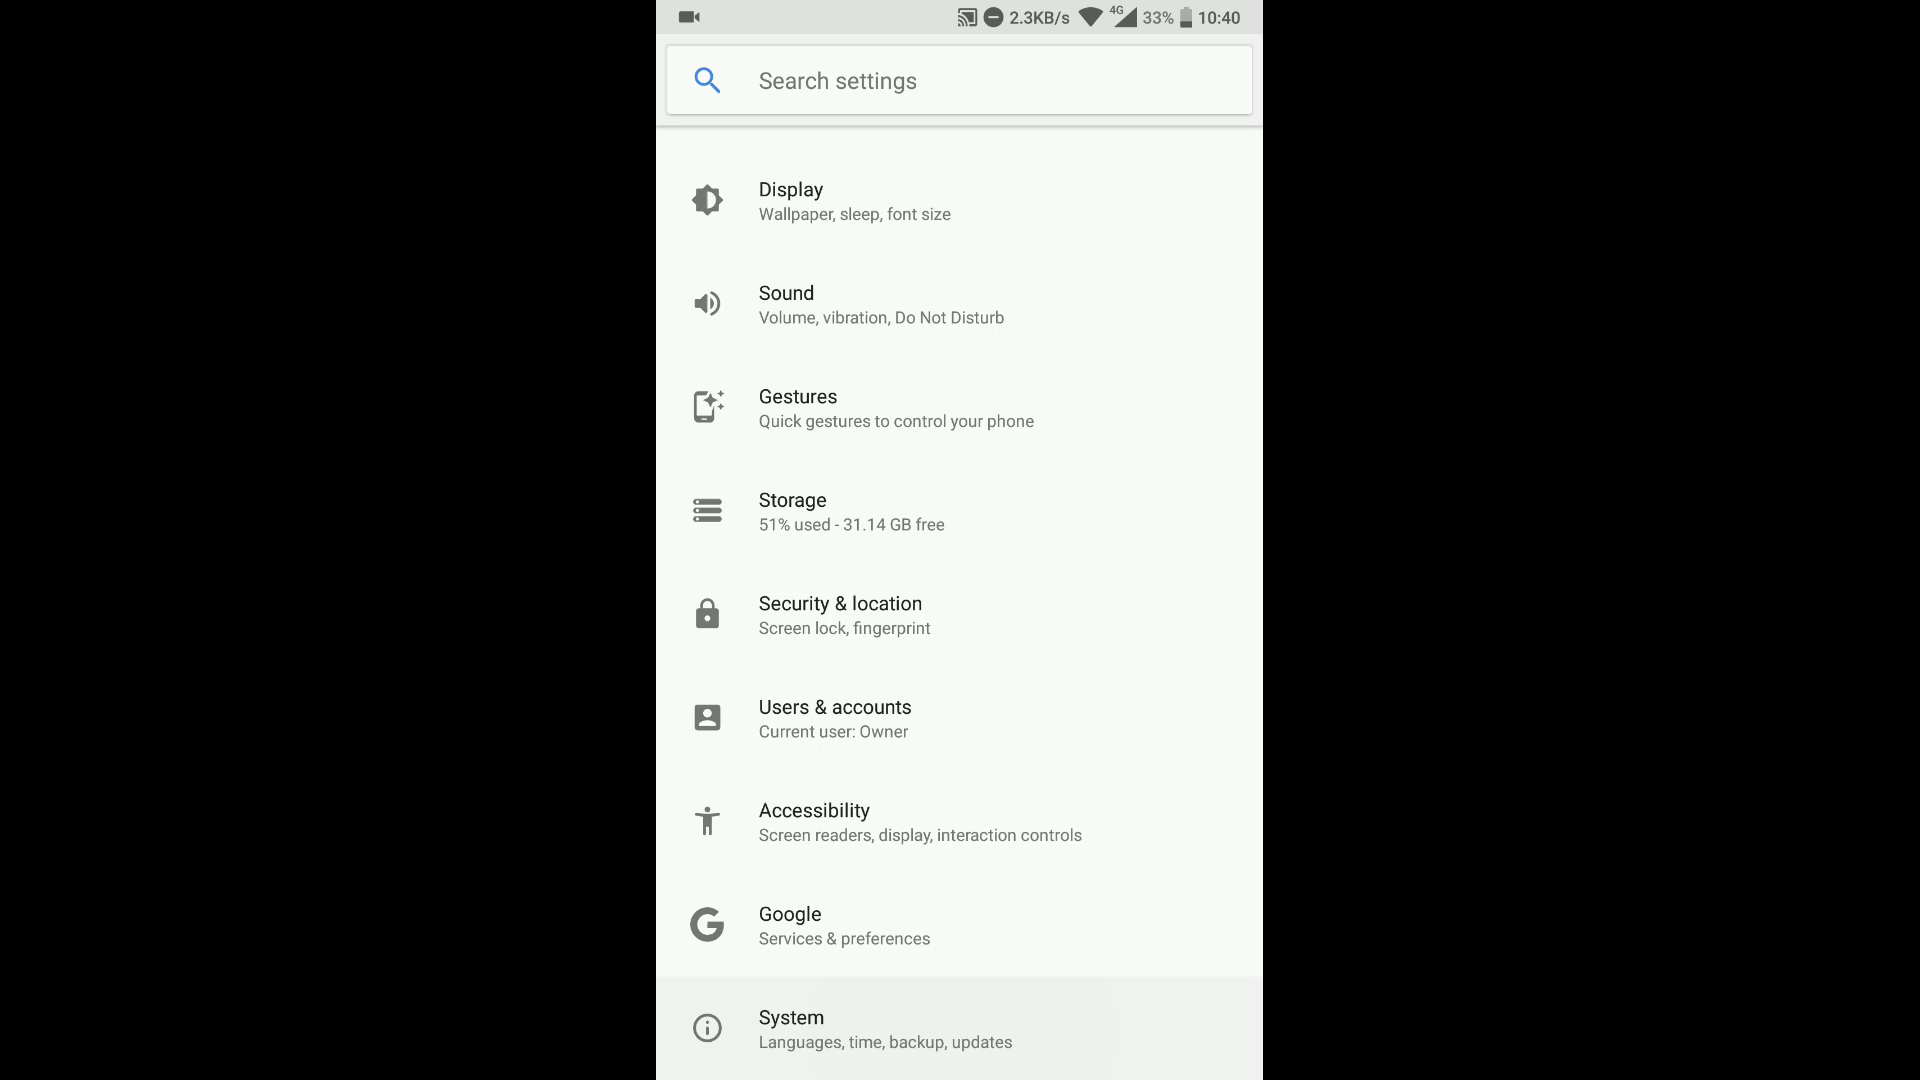 2.3KB/s 4G 33% 10:40
Search settings
Display
Wallpaper, sleep, font size
Sound
Volume, vibration, Do Not Disturb
Gestures
Quick gestures to control your phone
Storage
51% used - 31.14 GB free
Security & location
Screen lock, fingerprint
Users & accounts
Current user: Owner
Accessibility
Screen readers, display, interaction controls
Google
Services & preferences
System
Languages, time, backup, updates